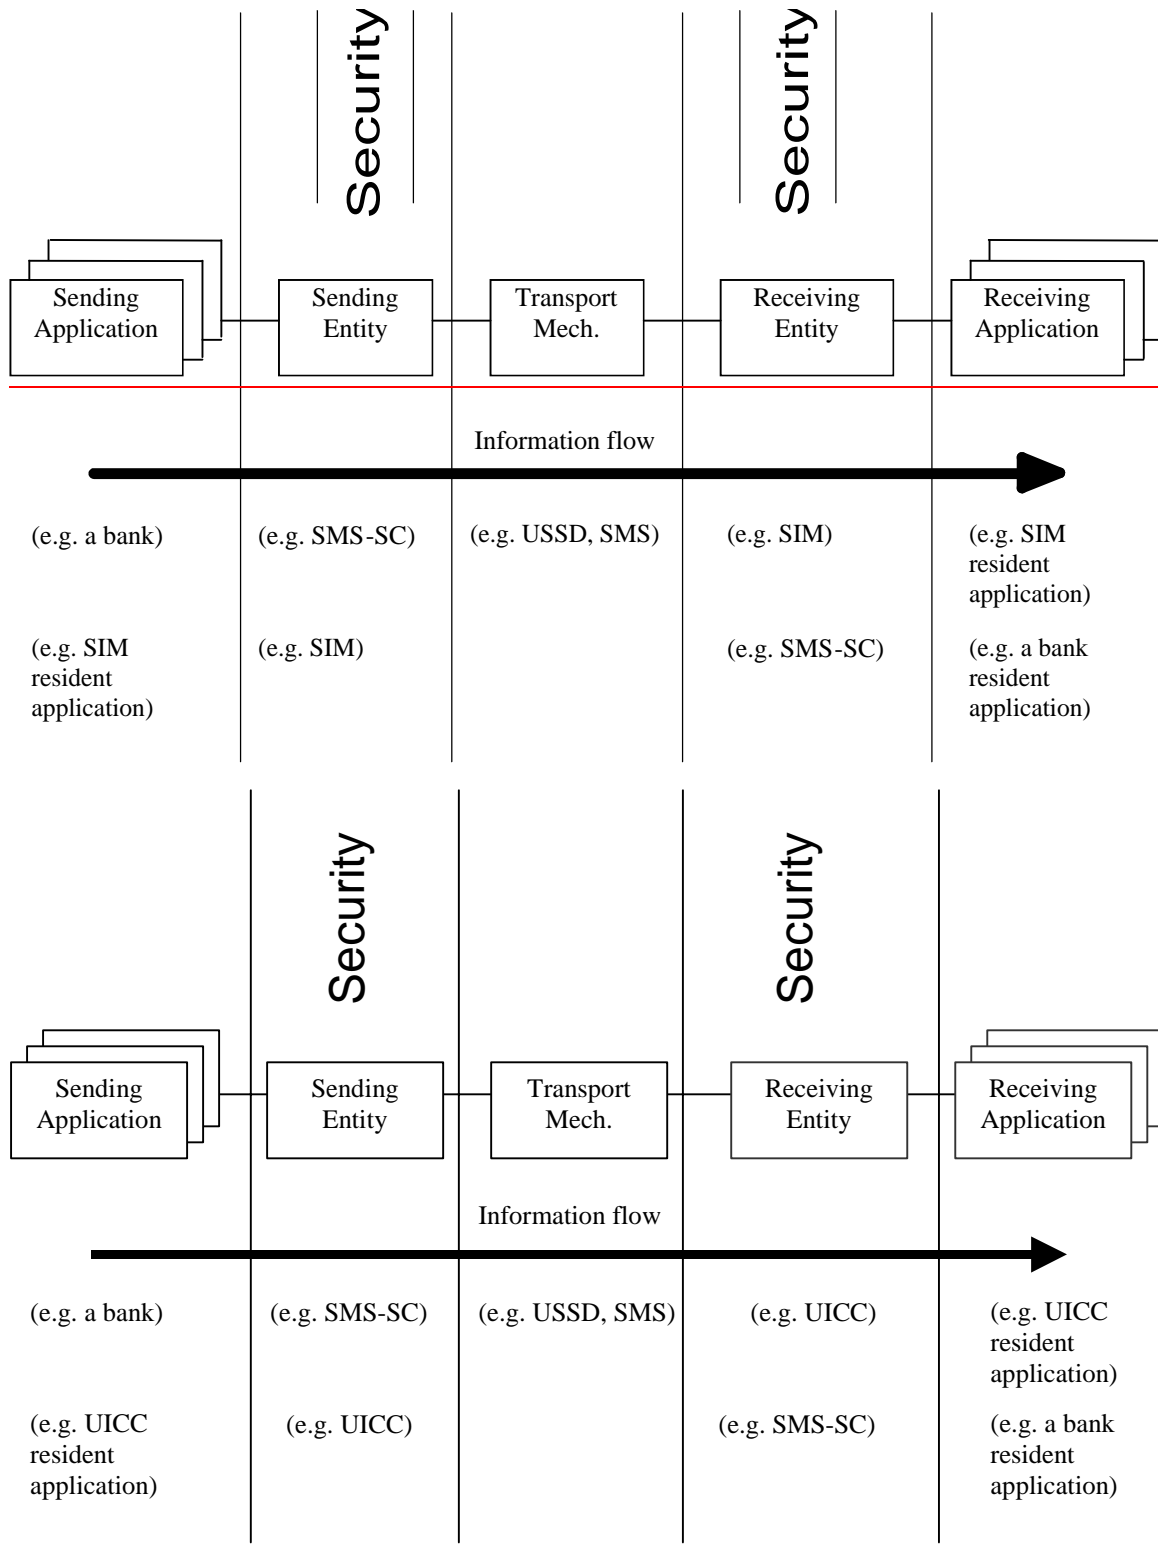 Security
Security
Sending
Application
Sending
Entity
Transport
Mech.
Receiving
Entity
Receiving
Application
Information flow
(e.g. a bank)
(e.g. SMS-SC)
(e.g. USSD, SMS)
(e.g. SIM)
(e.g. SIM
resident
application)
(e.g. SIM
resident
application)
(e.g. SIM)
(e.g. SMS-SC)
(e.g. a bank
resident
application)
Security
Security
Sending
Application
Sending
Entity
Transport
Mech.
Receiving
Entity
Receiving
Application
Information flow
(e.g. a bank)
(e.g. SMS-SC)
(e.g. USSD, SMS)
(e.g. UICC)
(e.g. UICC
resident
application)
(e.g. UICC
resident
application)
(e.g. UICC)
(e.g. SMS-SC)
(e.g. a bank
resident
application)